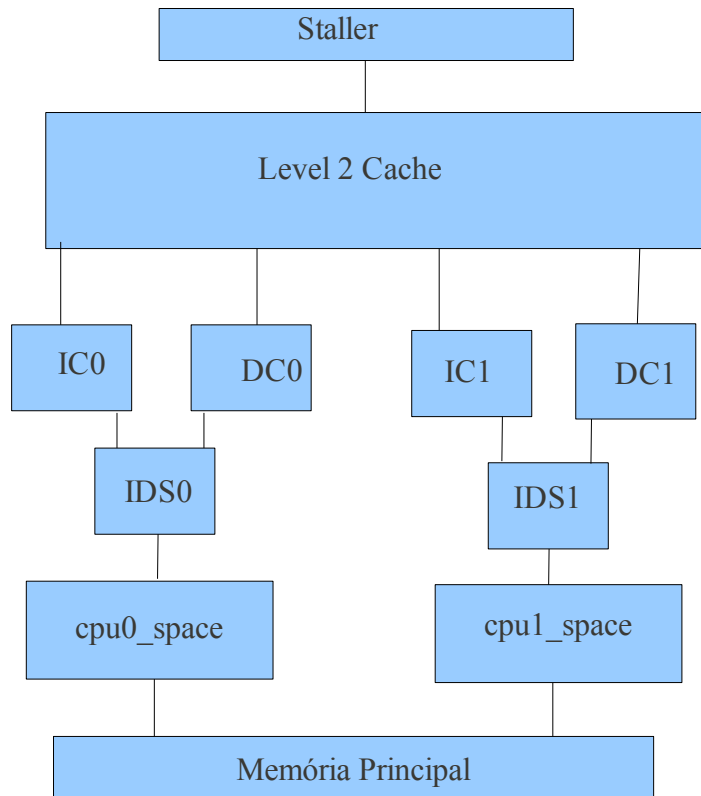 Staller
Level 2 Cache
IC0
DC0
IC1
DC1
IDS0
IDS1
cpu0_space
cpu1_space
Memória Principal